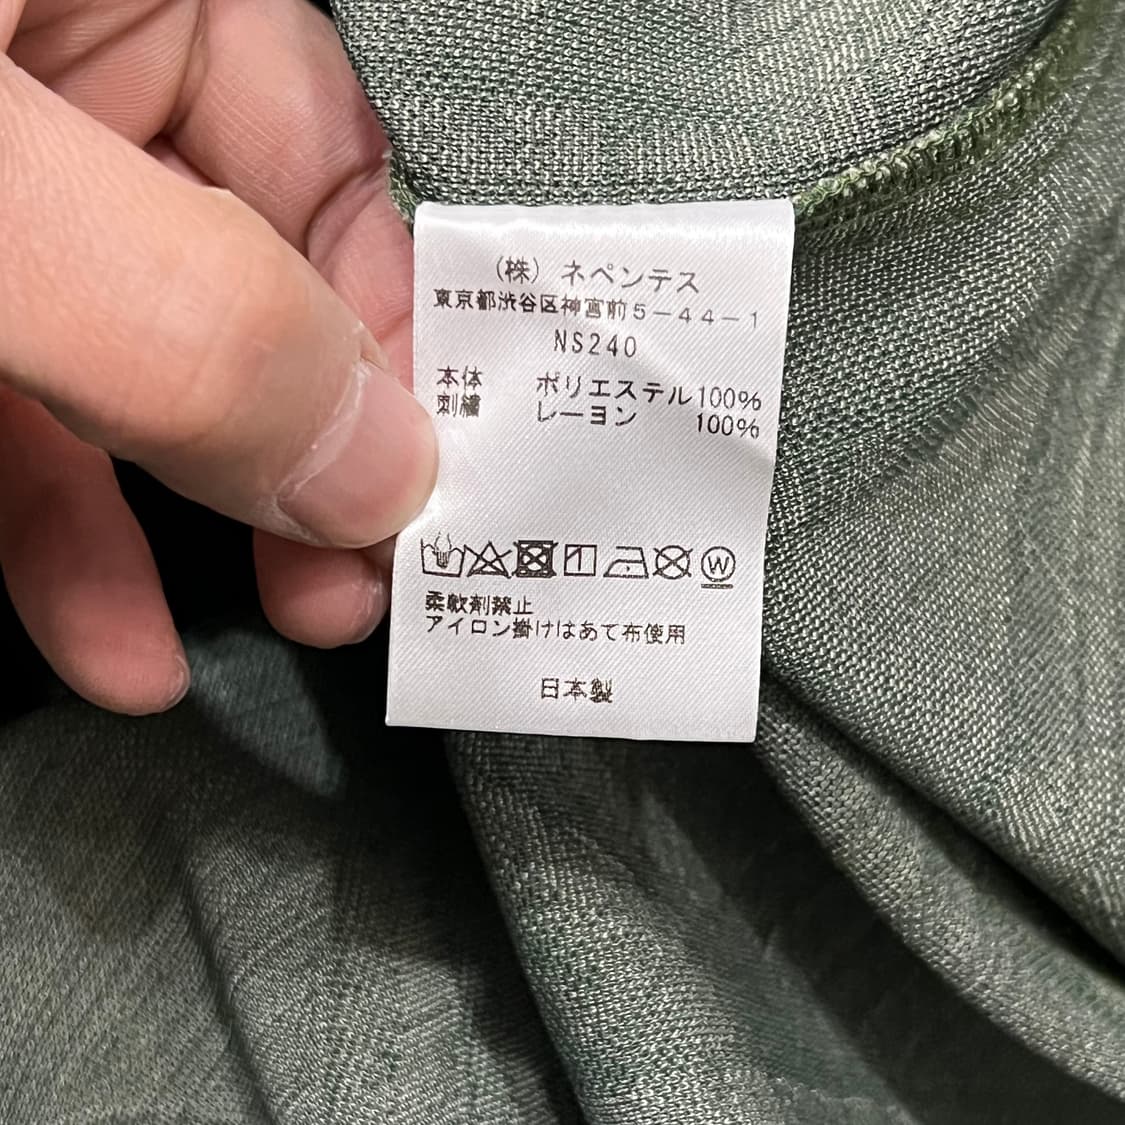 （株）ネペンテス
東京都渋谷区神宮前５－４４－１
NS240
本体 ポリエステル100%
刺繍 レーヨン 100%
W
柔軟剤禁止
アイロン掛けはあて布使用
日本製